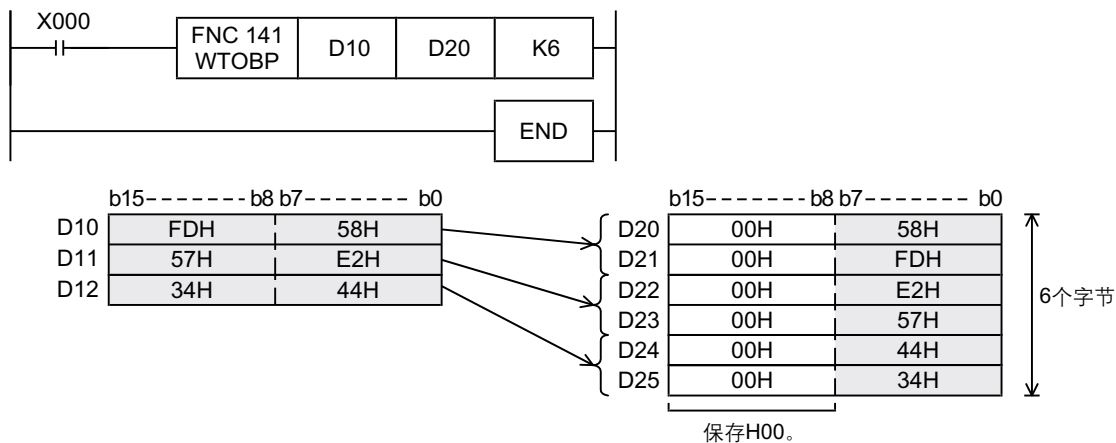 X000
FNC 141
WTOBP
D10
D20
K6
END
b15------- b8 b7------- b0
D10 FDH 58H
D11 57H E2H
D12 34H 44H
b15------- b8 b7------- b0
D20 00H 58H
D21 00H FDH
D22 00H E2H
D23 00H 57H
D24 00H 44H
D25 00H 34H
6个字节
保存H00。